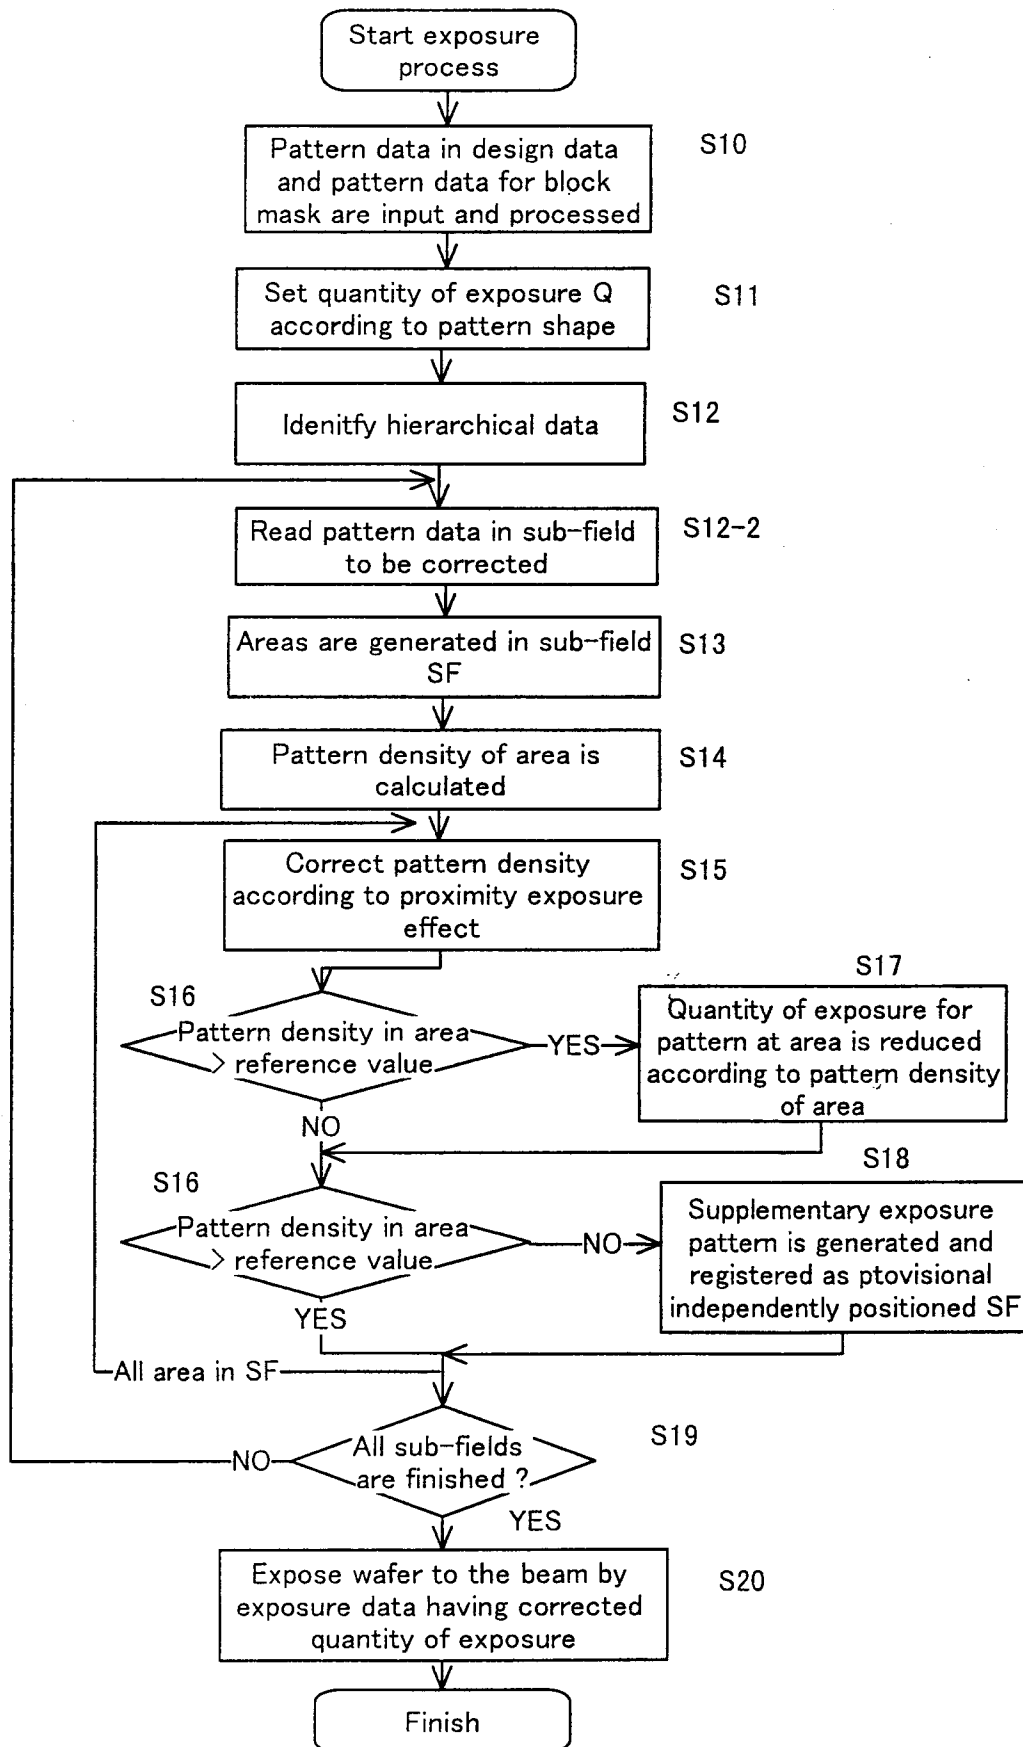 Start exposure
process
S10
Pattern data in design data
and pattern data for block
mask are input and processed
S11
Set quantity of exposure Q
according to pattern shape
S12
Idenitfy hierarchical data
S12-2
Read pattern data in sub-field
to be corrected
S13
Areas are generated in sub-field
SF
S14
Pattern density of area is
calculated
S15
Correct pattern density
according to proximity exposure
effect
S16
Pattern density in area
> reference value
YES
NO
S17
Quantity of exposure for
pattern at area is reduced
according to pattern density
of area
S16
Pattern density in area
> reference value
NO
YES
S18
Supplementary exposure
pattern is generated and
registered as ptovisional
independently positioned SF
All area in SF
S19
All sub-fields
are finished ?
NO
YES
S20
Expose wafer to the beam by
exposure data having corrected
quantity of exposure
Finish